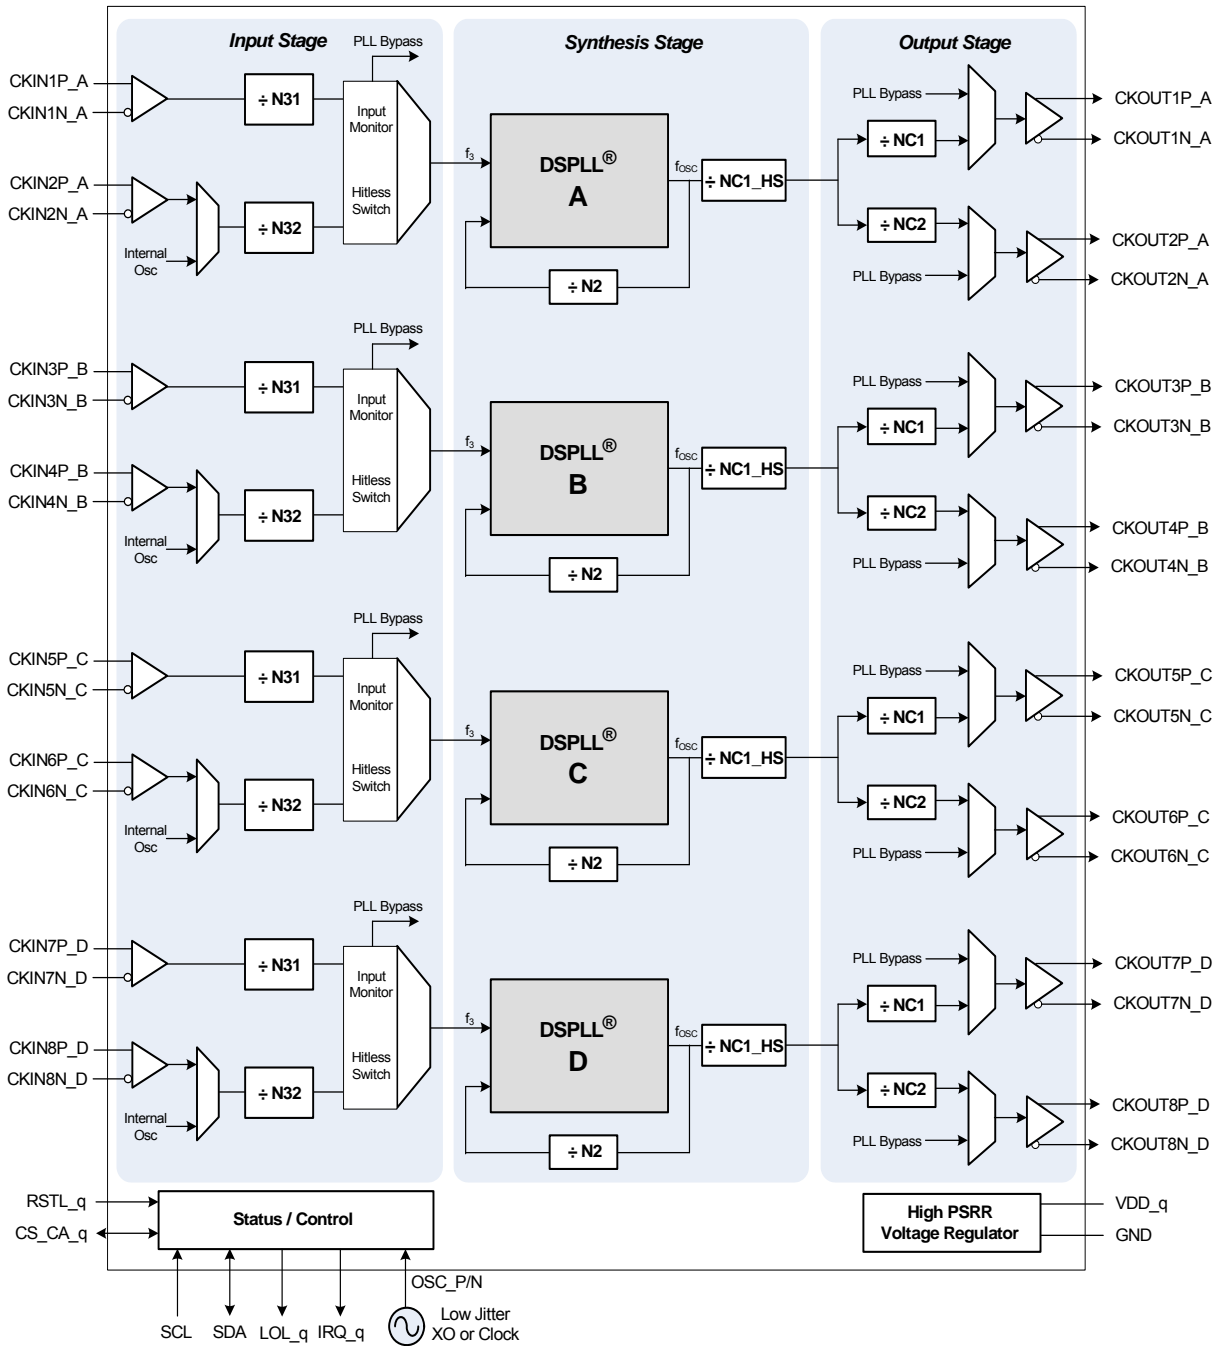 Input Stage
Synthesis Stage
Output Stage
PLL Bypass
CKIN1P_A
CKIN1N_A
÷ N31
Input
Monitor
CKIN2P_A
CKIN2N_A
Internal
Osc
÷ N32
Hitless
Switch
f3
DSPLL®
A
fOSC
÷ N2
÷ NC1_HS
PLL Bypass
÷ NC1
÷ NC2
PLL Bypass
CKOUT1P_A
CKOUT1N_A
CKOUT2P_A
CKOUT2N_A
PLL Bypass
CKIN3P_B
CKIN3N_B
÷ N31
Input
Monitor
CKIN4P_B
CKIN4N_B
Internal
Osc
÷ N32
Hitless
Switch
f3
DSPLL®
B
fOSC
÷ N2
÷ NC1_HS
PLL Bypass
÷ NC1
÷ NC2
PLL Bypass
CKOUT3P_B
CKOUT3N_B
CKOUT4P_B
CKOUT4N_B
PLL Bypass
CKIN5P_C
CKIN5N_C
÷ N31
Input
Monitor
CKIN6P_C
CKIN6N_C
Internal
Osc
÷ N32
Hitless
Switch
f3
DSPLL®
C
fOSC
÷ N2
÷ NC1_HS
PLL Bypass
÷ NC1
÷ NC2
PLL Bypass
CKOUT5P_C
CKOUT5N_C
CKOUT6P_C
CKOUT6N_C
PLL Bypass
CKIN7P_D
CKIN7N_D
÷ N31
Input
Monitor
CKIN8P_D
CKIN8N_D
Internal
Osc
÷ N32
Hitless
Switch
f3
DSPLL®
D
fOSC
÷ N2
÷ NC1_HS
PLL Bypass
÷ NC1
÷ NC2
PLL Bypass
CKOUT7P_D
CKOUT7N_D
CKOUT8P_D
CKOUT8N_D
RSTL_q
CS_CA_q
Status / Control
High PSRR
Voltage Regulator
VDD_q
GND
SCL
SDA
LOL_q
IRQ_q
OSC_P/N
Low Jitter
XO or Clock